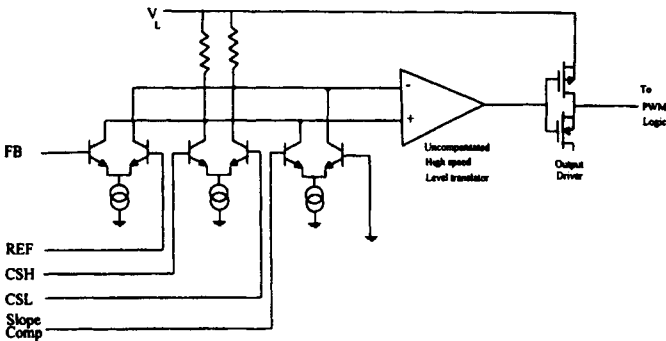 V
L
-
+
To
PWM
Logic
FB
Uncompensated
High speed
Level translator
Output
Driver
REF
CSH
CSL
Slope
Comp